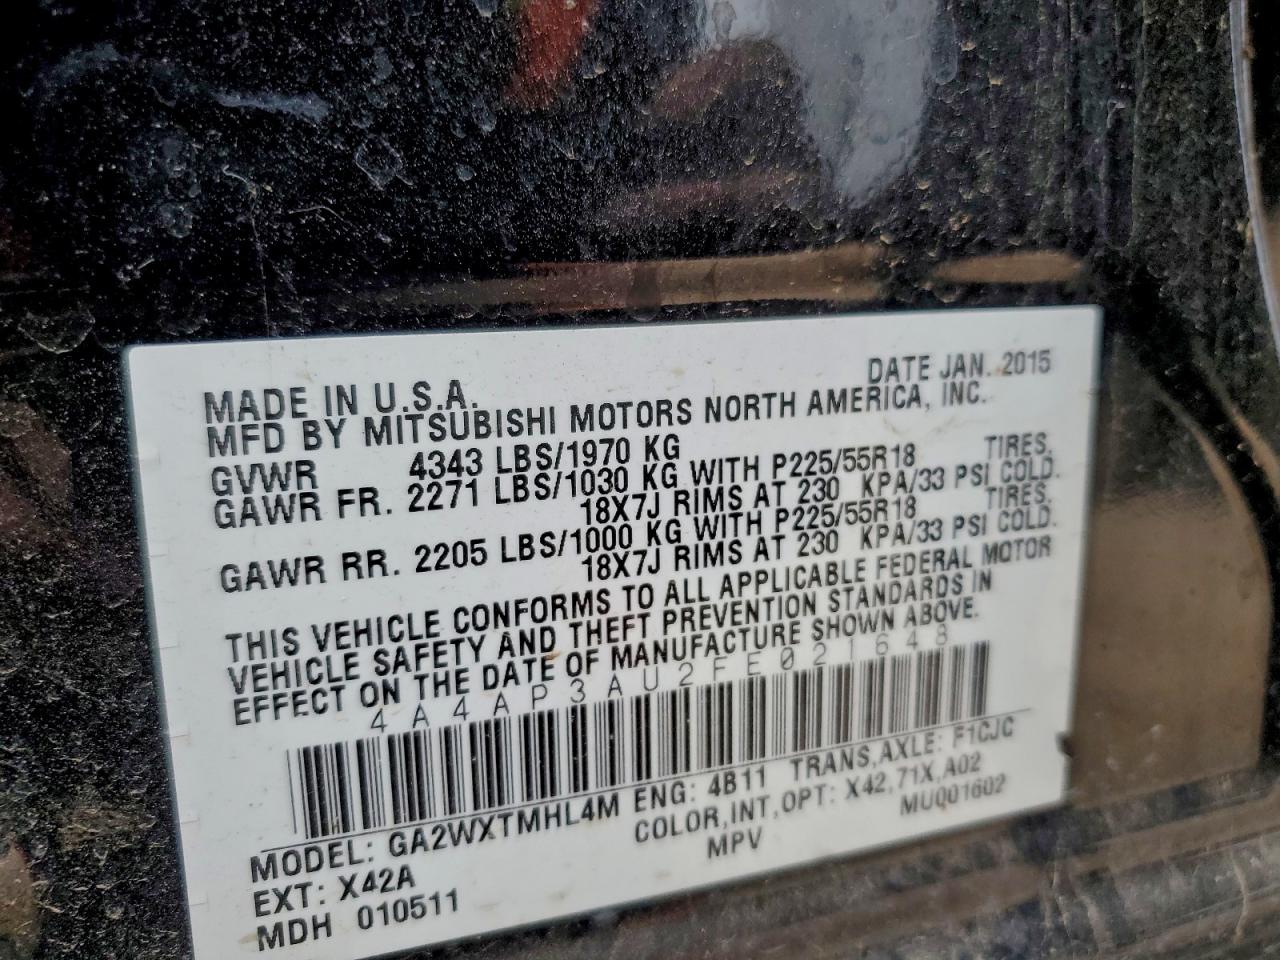 DATE JAN. 2015
MADE IN U.S.A.
MFD BY MITSUBISHI MOTORS NORTH AMERICA, INC.
GVWR 4343 LBS/1970 KG
GAWR FR. 2271 LBS/1030 KG WITH P225/55R18 TIRES,
18X7J RIMS AT 230 KPA/33 PSI COLD.
GAWR RR. 2205 LBS/1000 KG WITH P225/55R18 TIRES.
18X7J RIMS AT 230 KPA/33 PSI COLD.
THIS VEHICLE CONFORMS TO ALL APPLICABLE FEDERAL MOTOR
VEHICLE SAFETY AND THEFT PREVENTION STANDARDS IN
EFFECT ON THE DATE OF MANUFACTURE SHOWN ABOVE.
4A4AP3AU2FE021648
MODEL: GA2WXTMHL4M ENG: 4B11 TRANS,AXLE: F1CJC
EXT: X42A COLOR,INT,OPT: X42,71X,A02
MDH 010511 MPV MUQ01602